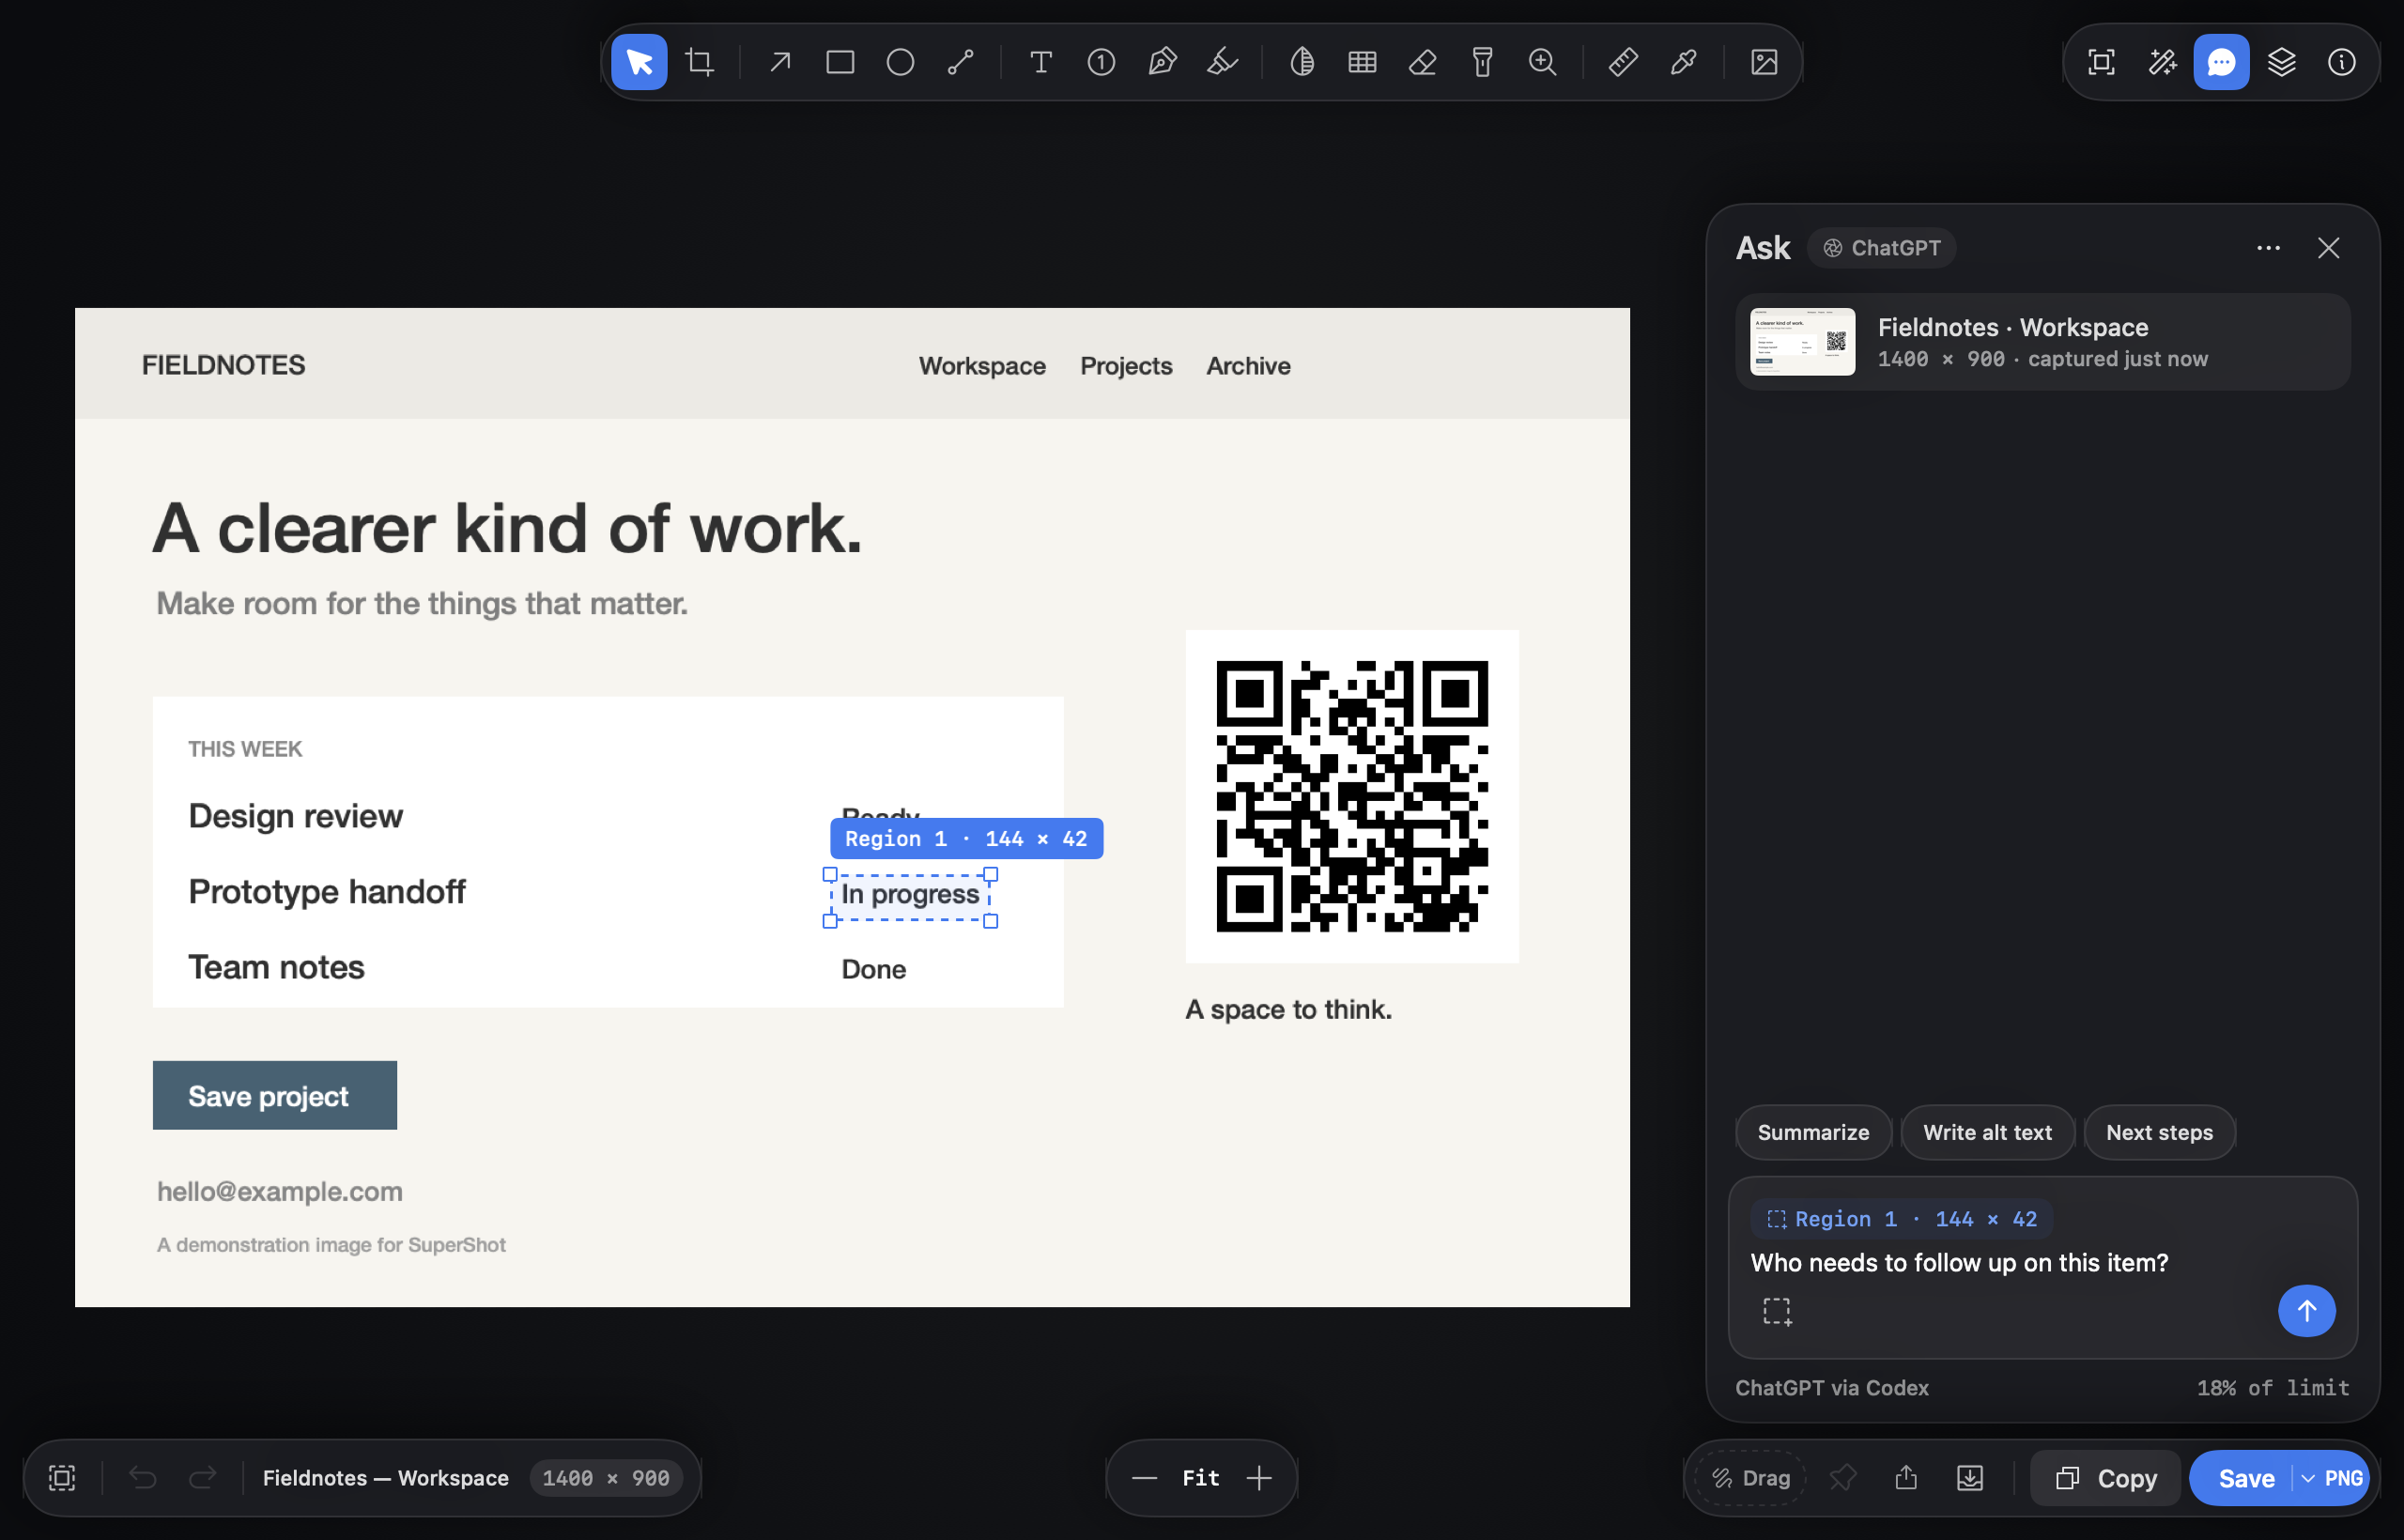 Ask
ChatGPT
Fieldnotes · Workspace
1400 × 900 · captured just now
FIELDNOTES
Workspace Projects Archive
A clearer kind of work.
Make room for the things that matter.
THIS WEEK
Design review Ready
Region 1 · 144 × 42
Prototype handoff In progress
Team notes Done
A space to think.
Save project
hello@example.com
A demonstration image for SuperShot
Summarize Write alt text Next steps
Region 1 · 144 × 42
Who needs to follow up on this item?
ChatGPT via Codex 18% of limit
Fieldnotes — Workspace 1400 × 900
Fit
Drag Copy Save PNG